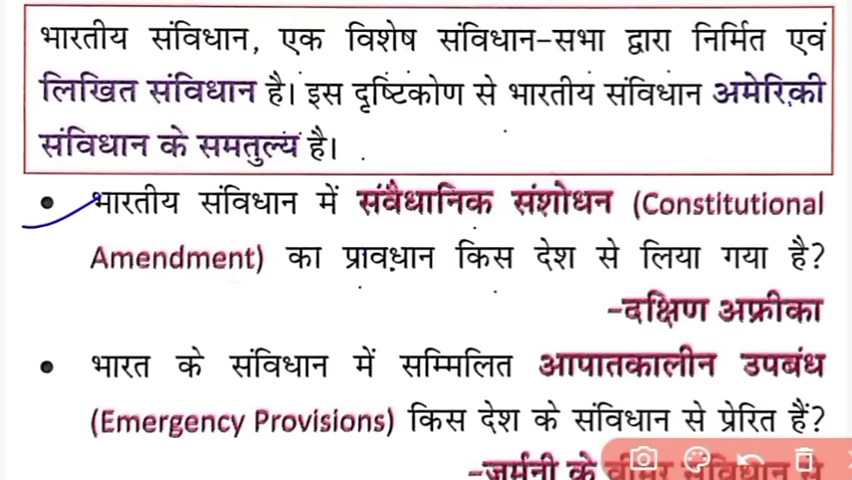 भारतीय संविधान, एक विशेष संविधान-सभा द्वारा निर्मित एवं
लिखित संविधान है। इस दृष्टिकोण से भारतीय संविधान अमेरिकी
संविधान के समतुल्य है।
• भारतीय संविधान में संवैधानिक संशोधन (Constitutional
Amendment) का प्रावधान किस देश से लिया गया है?
-दक्षिण अफ्रीका
• भारत के संविधान में सम्मिलित आपातकालीन उपबंध
(Emergency Provisions) किस देश के संविधान से प्रेरित हैं?
-जर्मनी के वीमर संविधान से